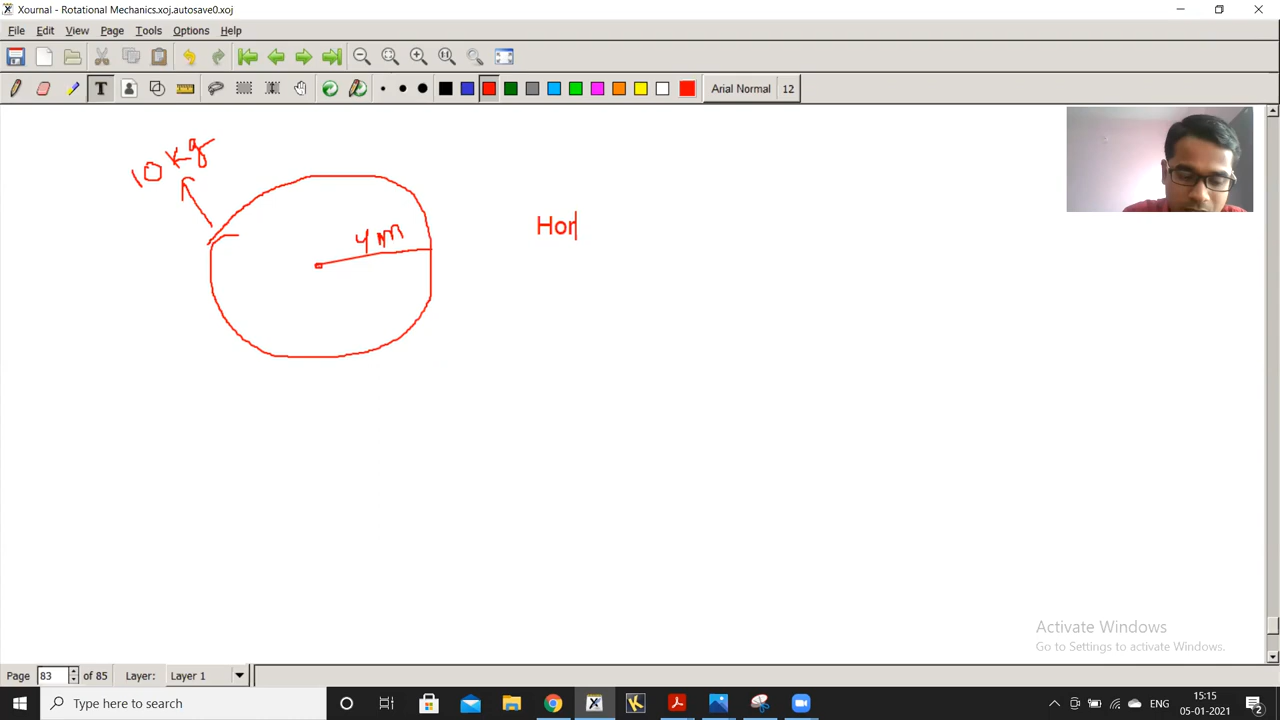 Xournal - Rotational Mechanics.xoj.autosave0.xoj
File Edit View Page Tools Options Help
Arial Normal 12
10 Kg
4m
Hor
Activate Windows
Go to Settings to activate Windows.
Page 83 of 85 Layer: Layer 1
Type here to search
ENG
15:15
05-01-2021
2